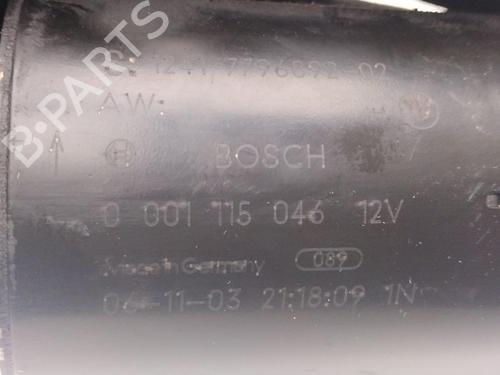 B-PARTS
12.41 7796892 02
AW
BOSCH
0 001 115 046 12V
Made in Germany 089
06-11-03 21:18:09 1N